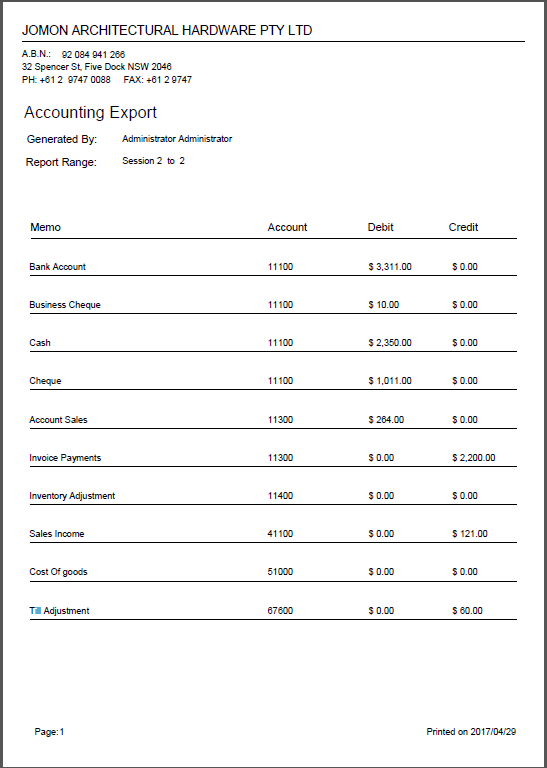 JOMON ARCHITECTURAL HARDWARE PTY LTD
A.B.N.: 92 084 941 266
32 Spencer St, Five Dock NSW 2046
PH: +61 2 9747 0088 FAX: +61 2 9747
Accounting Export
Generated By: Administrator Administrator
Report Range: Session 2 to 2
Memo Account Debit Credit
Bank Account 11100 $ 3,311.00 $ 0.00
Business Cheque 11100 $ 10.00 $ 0.00
Cash 11100 $ 2,350.00 $ 0.00
Cheque 11100 $ 1,011.00 $ 0.00
Account Sales 11300 $ 264.00 $ 0.00
Invoice Payments 11300 $ 0.00 $ 2,200.00
Inventory Adjustment 11400 $ 0.00 $ 0.00
Sales Income 41100 $ 0.00 $ 121.00
Cost Of goods 51000 $ 0.00 $ 0.00
Till Adjustment 67600 $ 0.00 $ 60.00
Page:1 Printed on 2017/04/29